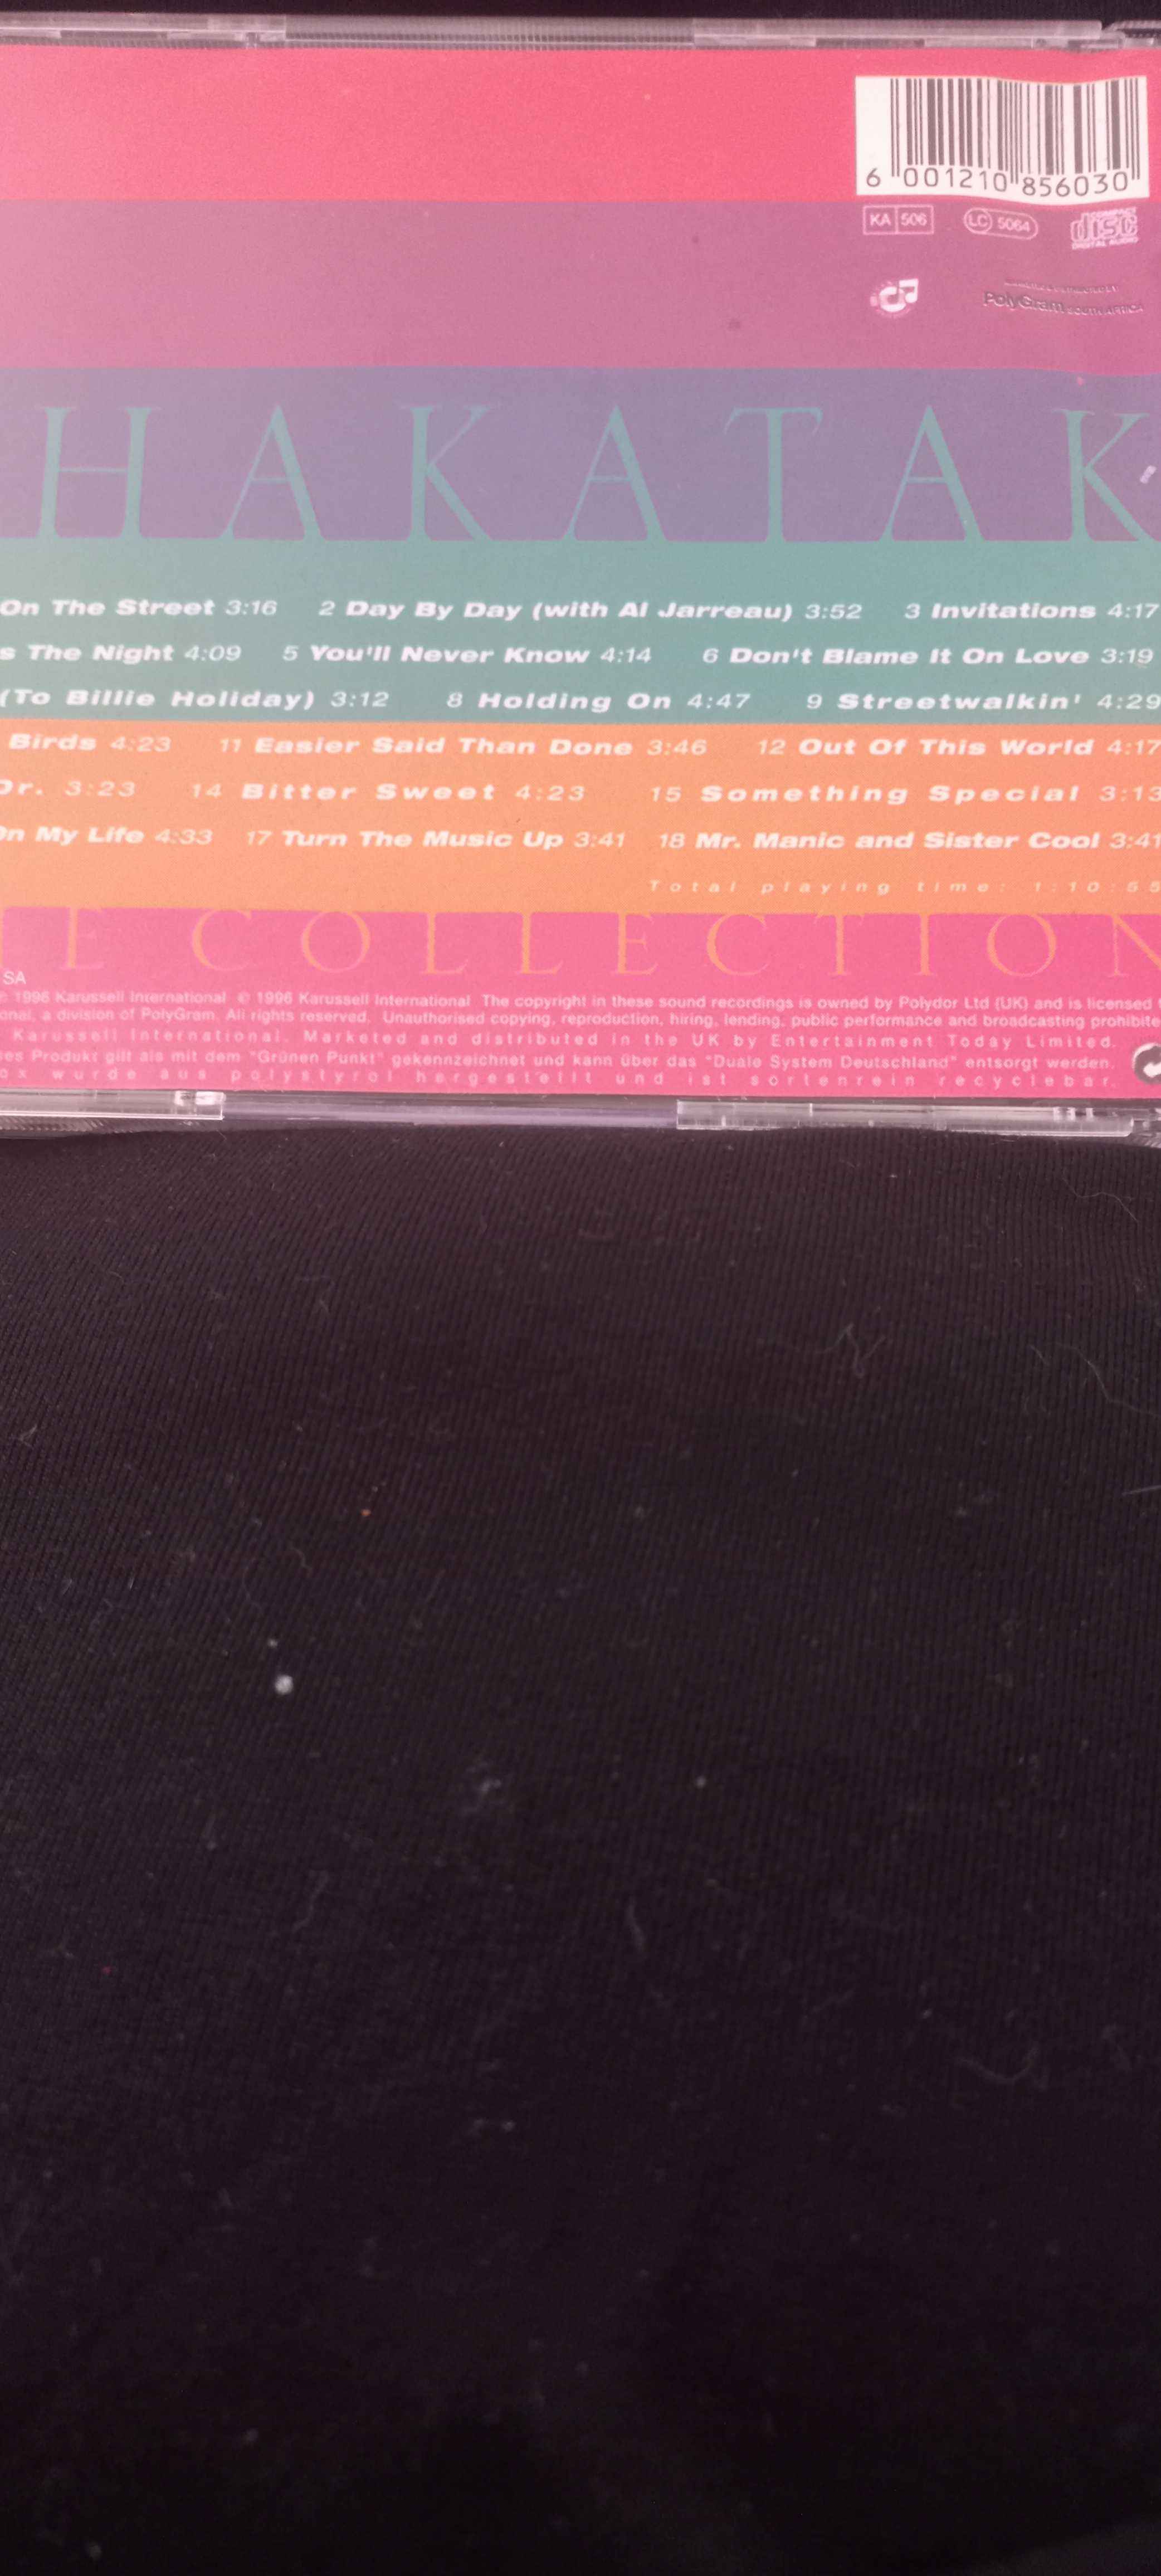 6 001210 856030
KA 506 LC 5064 COMPACT disc DIGITAL AUDIO
PolyGram SOUTH AFRICA
HAKATAK
On The Street 3:16 2 Day By Day (with Al Jarreau) 3:52 3 Invitations 4:17
s The Night 4:09 5 You'll Never Know 4:14 6 Don't Blame It On Love 3:19
(To Billie Holiday) 3:12 8 Holding On 4:47 9 Streetwalkin' 4:29
Birds 4:23 11 Easier Said Than Done 3:46 12 Out Of This World 4:17
Dr. 3:23 14 Bitter Sweet 4:23 15 Something Special 3:13
On My Life 4:33 17 Turn The Music Up 3:41 18 Mr. Manic and Sister Cool 3:41
Total playing time: 1:10:55
E COLLECTION
SA
1996 Karussell International © 1996 Karussell International The copyright in these sound recordings is owned by Polydor Ltd (UK) and is licensed
onal, a division of PolyGram. All rights reserved. Unauthorised copying, reproduction, hiring, lending, public performance and broadcasting prohibite
Karussell International. Marketed and distributed in the UK by Entertainment Today Limited.
es Produkt gilt als mit dem "Grünen Punkt" gekennzeichnet und kann über das "Duale System Deutschland" entsorgt werden.
ox wurde aus polystyrol hergestellt und ist sortenrein recyclebar.